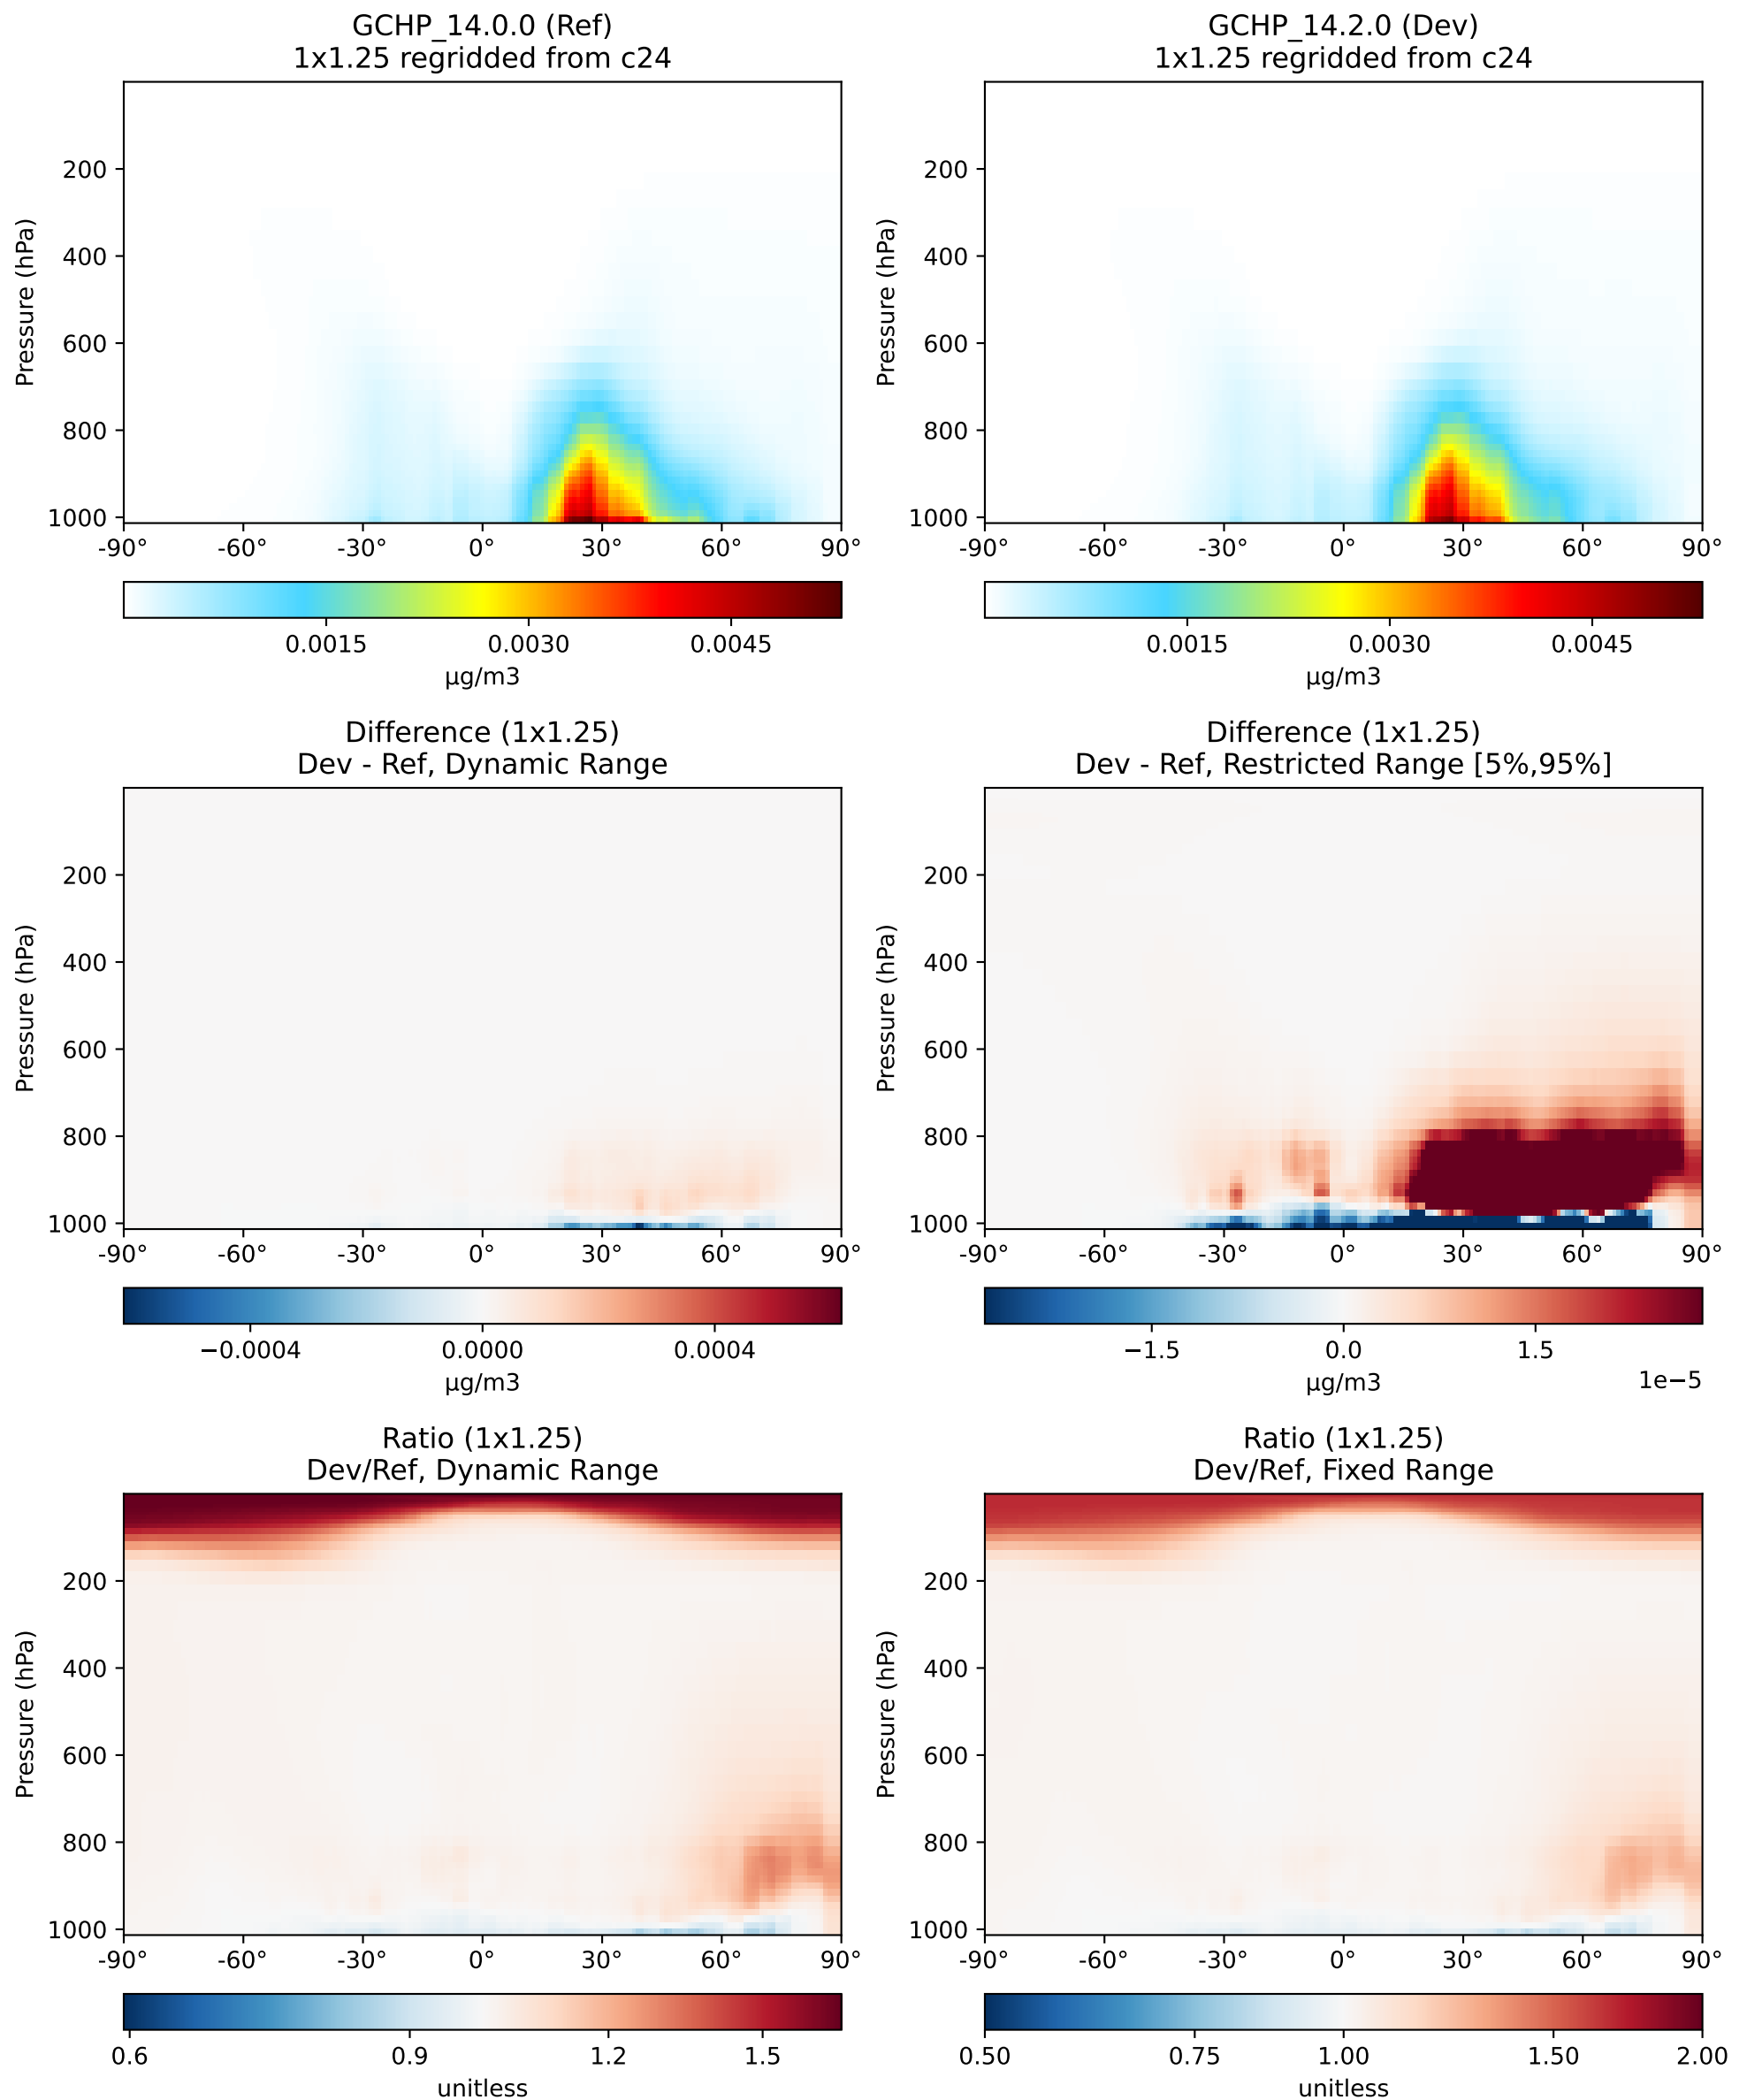 GCHP_14.0.0 (Ref)
1x1.25 regridded from c24
Pressure (hPa)
200
400
600
800
1000
-90° -60° -30° 0° 30° 60° 90°
0.0015 0.0030 0.0045
μg/m3
GCHP_14.2.0 (Dev)
1x1.25 regridded from c24
Pressure (hPa)
200
400
600
800
1000
-90° -60° -30° 0° 30° 60° 90°
0.0015 0.0030 0.0045
μg/m3
Difference (1x1.25)
Dev - Ref, Dynamic Range
Pressure (hPa)
200
400
600
800
1000
-90° -60° -30° 0° 30° 60° 90°
−0.0004 0.0000 0.0004
μg/m3
Difference (1x1.25)
Dev - Ref, Restricted Range [5%,95%]
Pressure (hPa)
200
400
600
800
1000
-90° -60° -30° 0° 30° 60° 90°
−1.5 0.0 1.5
μg/m3
1e−5
Ratio (1x1.25)
Dev/Ref, Dynamic Range
Pressure (hPa)
200
400
600
800
1000
-90° -60° -30° 0° 30° 60° 90°
0.6 0.9 1.2 1.5
unitless
Ratio (1x1.25)
Dev/Ref, Fixed Range
Pressure (hPa)
200
400
600
800
1000
-90° -60° -30° 0° 30° 60° 90°
0.50 0.75 1.00 1.50 2.00
unitless